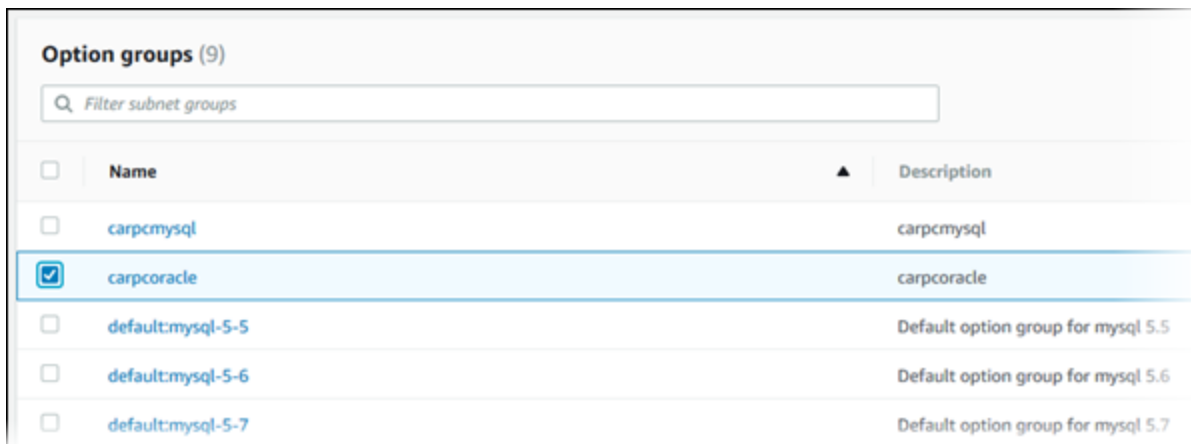 Option groups (9)
Filter subnet groups
Name Description
carpcmysql carpcmysql
carpcoracle carpcoracle
default:mysql-5-5 Default option group for mysql 5.5
default:mysql-5-6 Default option group for mysql 5.6
default:mysql-5-7 Default option group for mysql 5.7